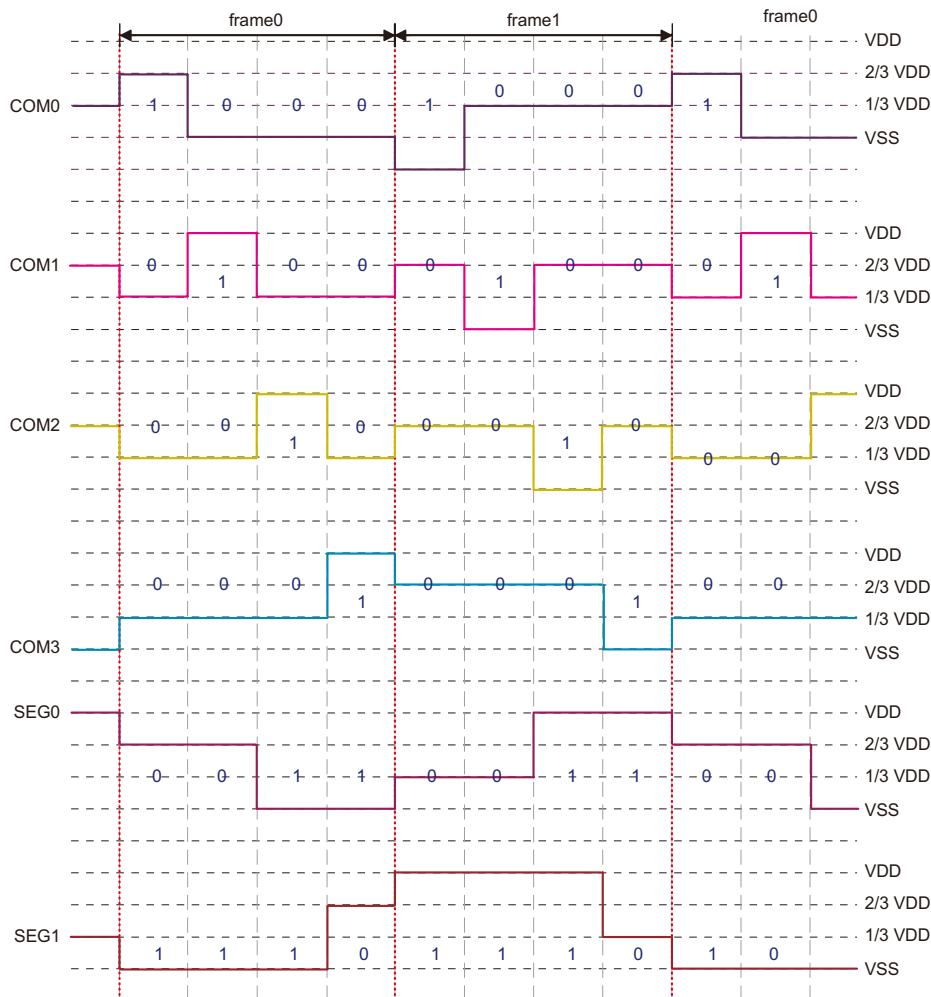 frame0 frame1 frame0
VDD
2/3 VDD
COM0 1 0 0 0 1 0 0 0 1 1/3 VDD
VSS
VDD
COM1 0 1 0 0 0 1 0 0 0 1 2/3 VDD
1/3 VDD
VSS
VDD
COM2 0 0 1 0 0 0 1 0 0 0 2/3 VDD
1/3 VDD
VSS
VDD
0 0 0 1 0 0 0 1 0 0 2/3 VDD
1/3 VDD
COM3 VSS
SEG0 VDD
2/3 VDD
0 0 1 1 0 0 1 1 0 0 1/3 VDD
VSS
VDD
2/3 VDD
SEG1 1/3 VDD
1 1 1 0 1 1 1 0 1 0 VSS